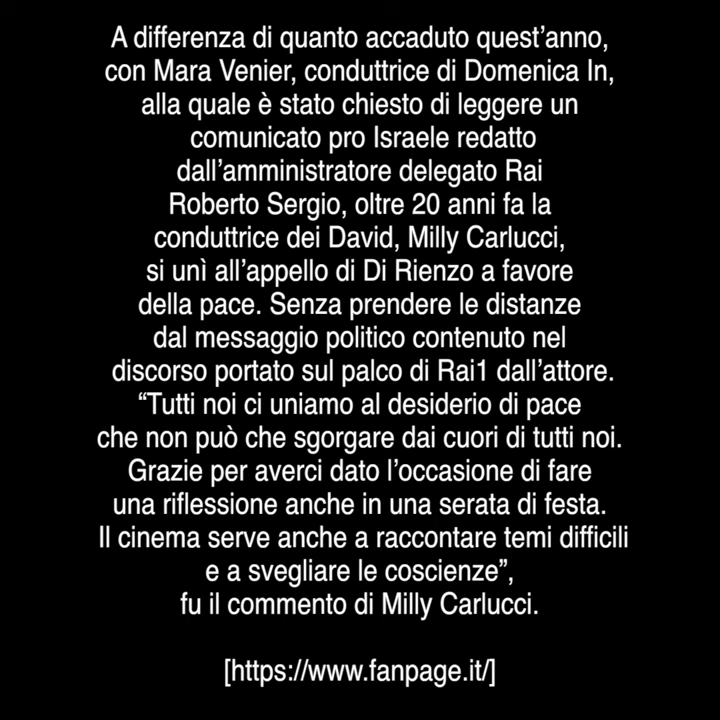 A differenza di quanto accaduto quest’anno,
con Mara Venier, conduttrice di Domenica In,
alla quale è stato chiesto di leggere un
comunicato pro Israele redatto
dall’amministratore delegato Rai
Roberto Sergio, oltre 20 anni fa la
conduttrice dei David, Milly Carlucci,
si unì all’appello di Di Rienzo a favore
della pace. Senza prendere le distanze
dal messaggio politico contenuto nel
discorso portato sul palco di Rai1 dall’attore.
“Tutti noi ci uniamo al desiderio di pace
che non può che sgorgare dai cuori di tutti noi.
Grazie per averci dato l’occasione di fare
una riflessione anche in una serata di festa.
Il cinema serve anche a raccontare temi difficili
e a svegliare le coscienze”,
fu il commento di Milly Carlucci.
[https://www.fanpage.it/]